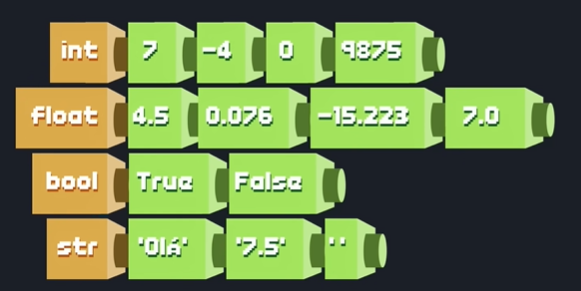 int 7 -4 0 9875
float 4.5 0.076 -15.223 7.0
bool True False
str 'Olá' '7.5' ''